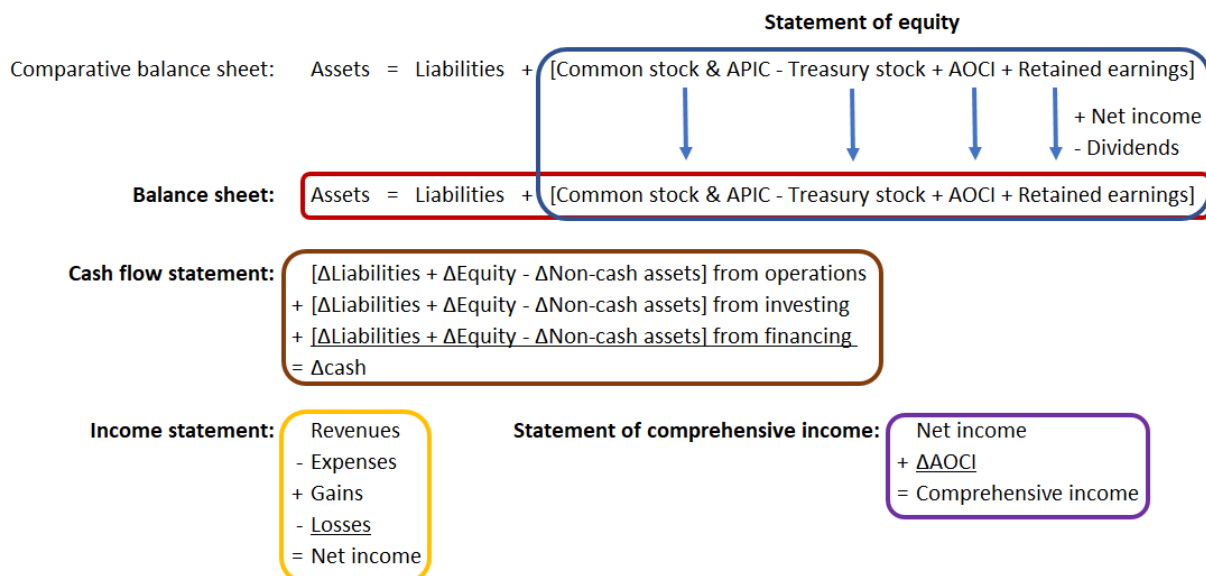 Statement of equity
Comparative balance sheet: Assets = Liabilities + [Common stock & APIC - Treasury stock + AOCI + Retained earnings]
+ Net income
- Dividends
Balance sheet: Assets = Liabilities + [Common stock & APIC - Treasury stock + AOCI + Retained earnings]
Cash flow statement: [ΔLiabilities + ΔEquity - ΔNon-cash assets] from operations
+ [ΔLiabilities + ΔEquity - ΔNon-cash assets] from investing
+ [ΔLiabilities + ΔEquity - ΔNon-cash assets] from financing
= Δcash
Income statement: Revenues
- Expenses
+ Gains
- Losses
= Net income
Statement of comprehensive income: Net income
+ ΔAOCI
= Comprehensive income